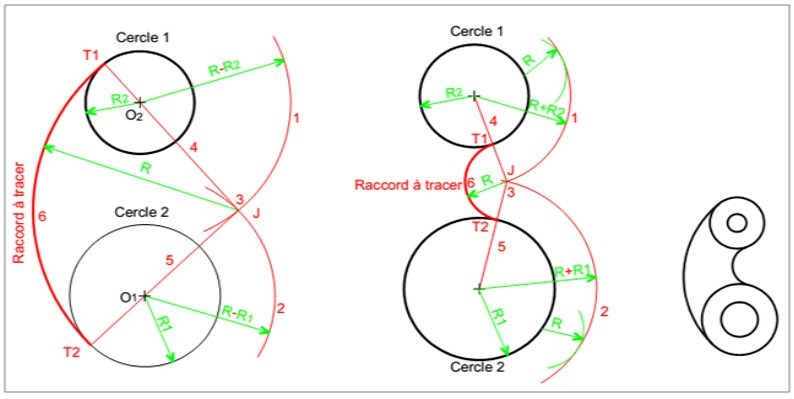 Cercle 1
T1
R-R2
R2
O2
1
4
R
Raccord à tracer
6
3
J
Cercle 2
5
O1
R-R1
R1
2
T2
Cercle 1
R
R2
R+R2
4
1
T1
J
Raccord à tracer
6
R
3
T2
5
R+R1
R1
R
2
Cercle 2